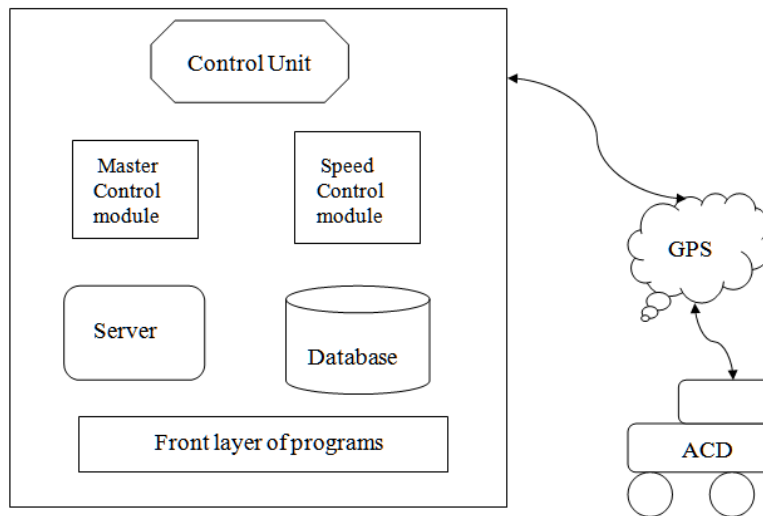 Control Unit
Master
Control
module
Speed
Control
module
GPS
Server
Database
Front layer of programs
ACD